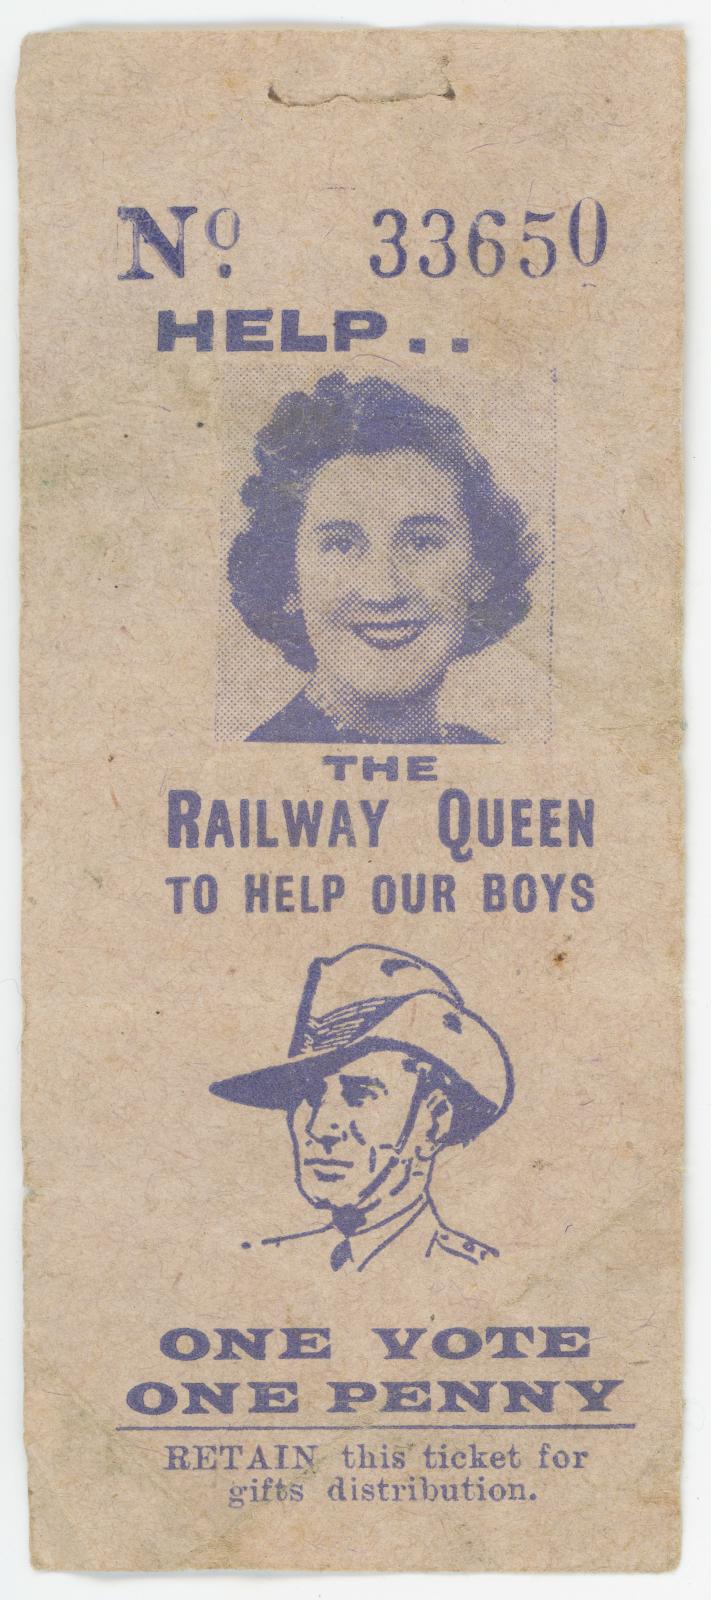 No. 33650
HELP..
THE
RAILWAY QUEEN
TO HELP OUR BOYS
ONE VOTE
ONE PENNY
RETAIN this ticket for
gifts distribution.